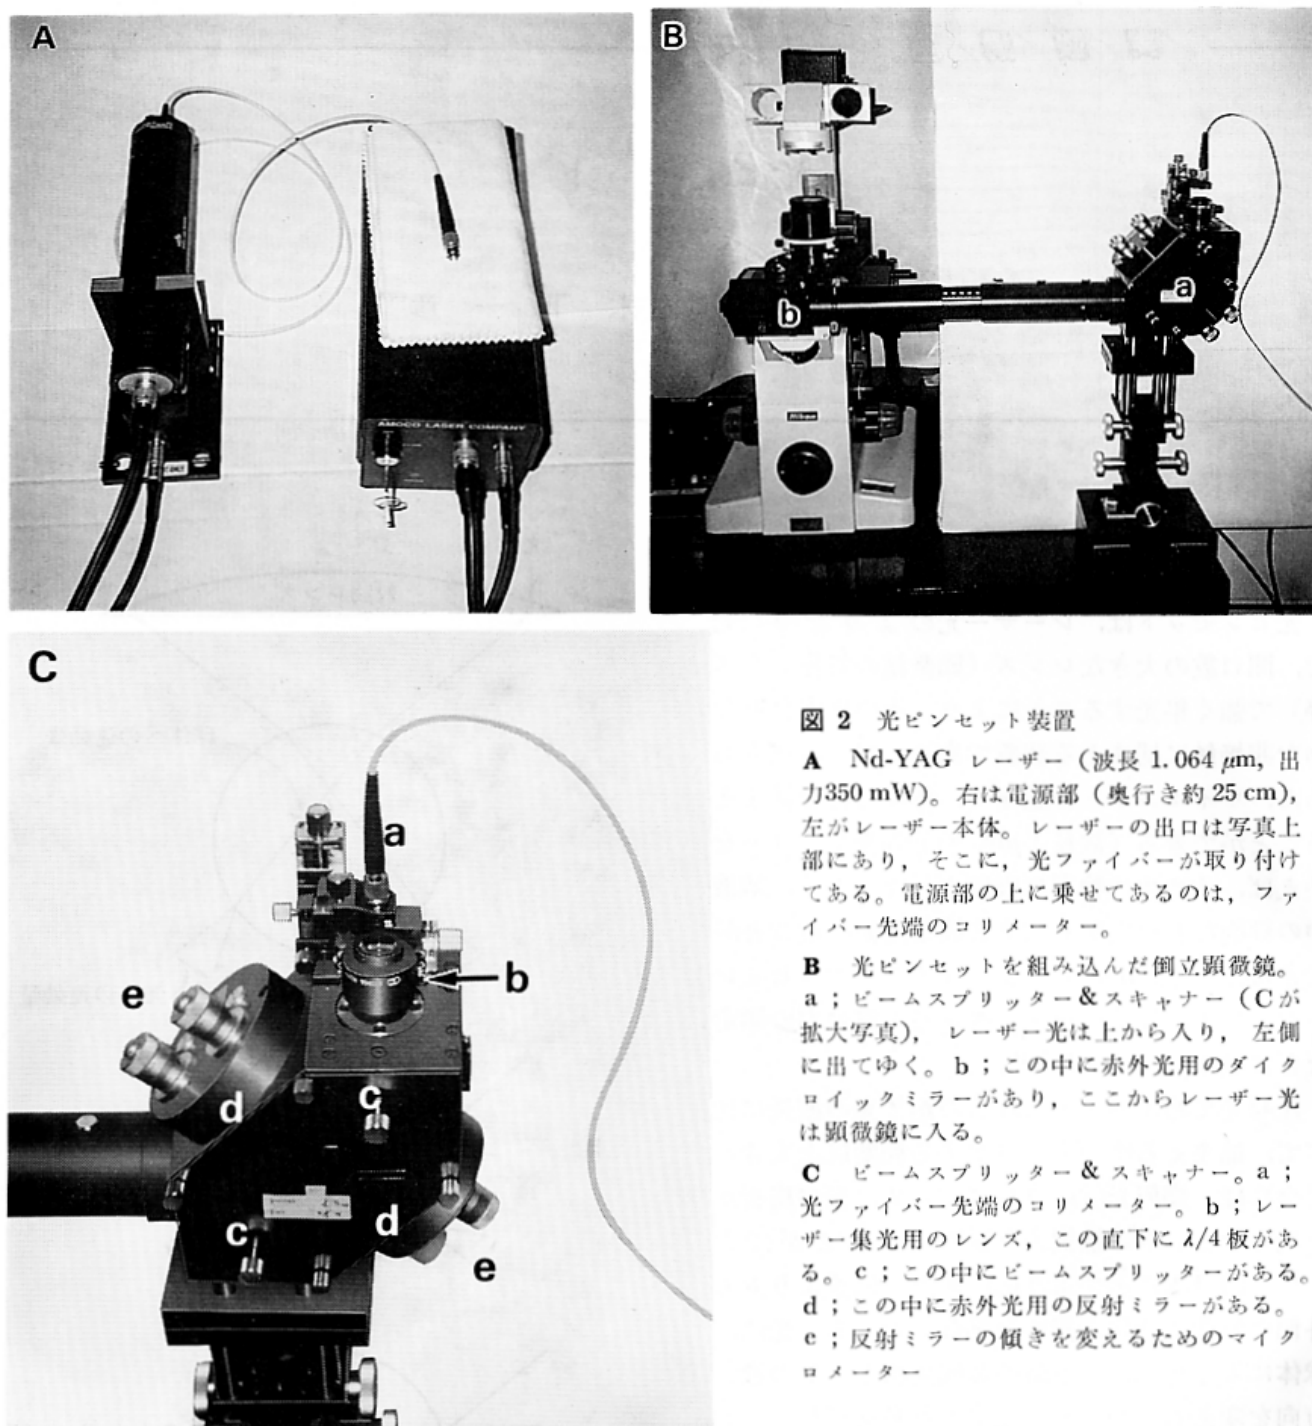 A
B
AMOCO LASER COMPANY
Nikon
a
b
C
a
b
e
d
c
c
d
e
図 2 光ピンセット装置
A Nd-YAG レーザー (波長 1.064 μm, 出
力350 mW)。右は電源部 (奥行き約 25 cm),
左がレーザー本体。レーザーの出口は写真上
部にあり, そこに, 光ファイバーが取り付け
てある。電源部の上に乗せてあるのは, ファ
イバー先端のコリメーター。
B 光ピンセットを組み込んだ倒立顕微鏡。
a ; ビームスプリッター& スキャナー (Cが
拡大写真), レーザー光は上から入り, 左側
に出てゆく。b ; この中に赤外光用のダイク
ロイックミラーがあり, ここからレーザー光
は顕微鏡に入る。
C ビームスプリッター& スキャナー。a ;
光ファイバー先端のコリメーター。b ; レー
ザー集光用のレンズ, この直下に λ/4 板があ
る。c ; この中にビームスプリッターがある。
d ; この中に赤外光用の反射ミラーがある。
e ; 反射ミラーの傾きを変えるためのマイク
ロメーター